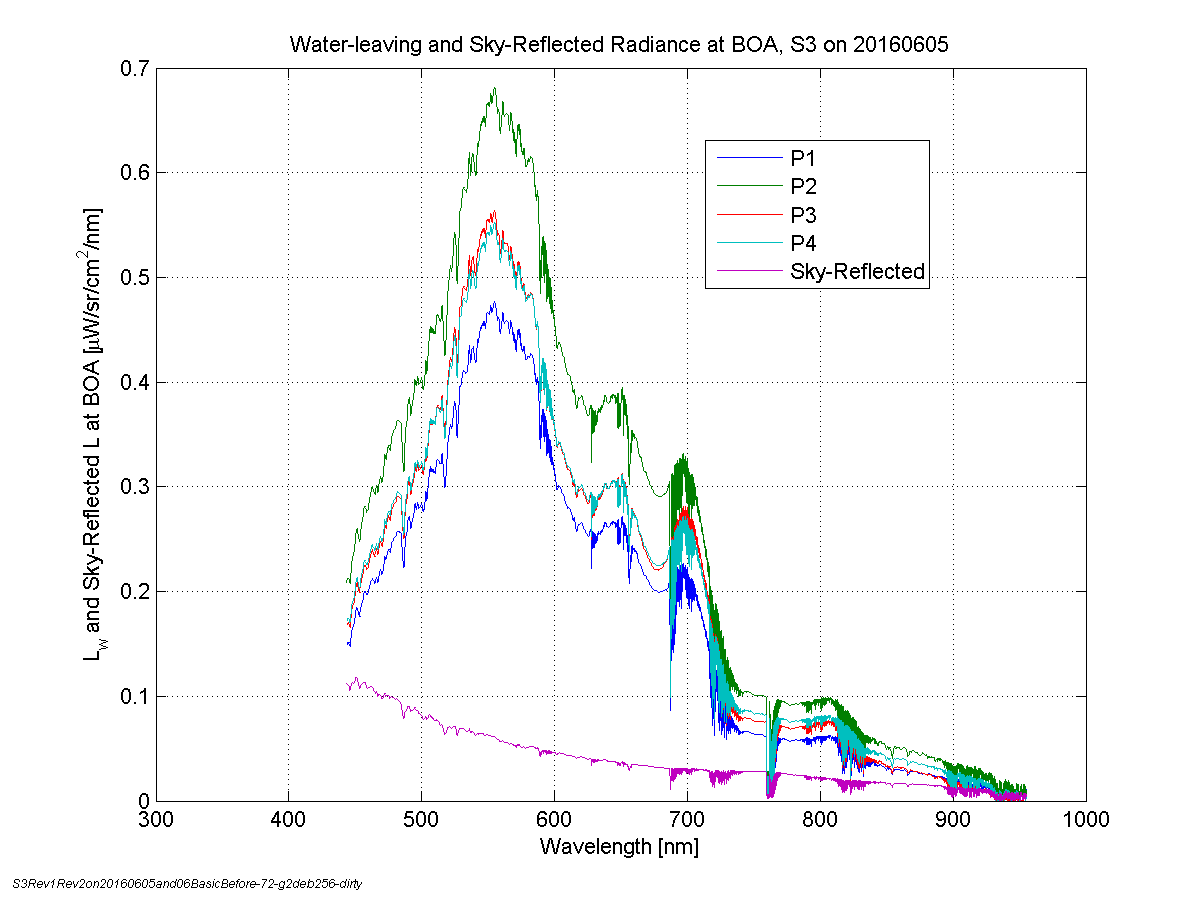 Water-leaving and Sky-Reflected Radiance at BOA, S3 on 20160605
L_w and Sky-Reflected L at BOA [μW/sr/cm²/nm]
0.7
0.6
0.5
0.4
0.3
0.2
0.1
0
P1
P2
P3
P4
Sky-Reflected
300 400 500 600 700 800 900 1000
Wavelength [nm]
S3Rev1Rev2on20160605and06BasicBefore-72-g2deb256-dirty